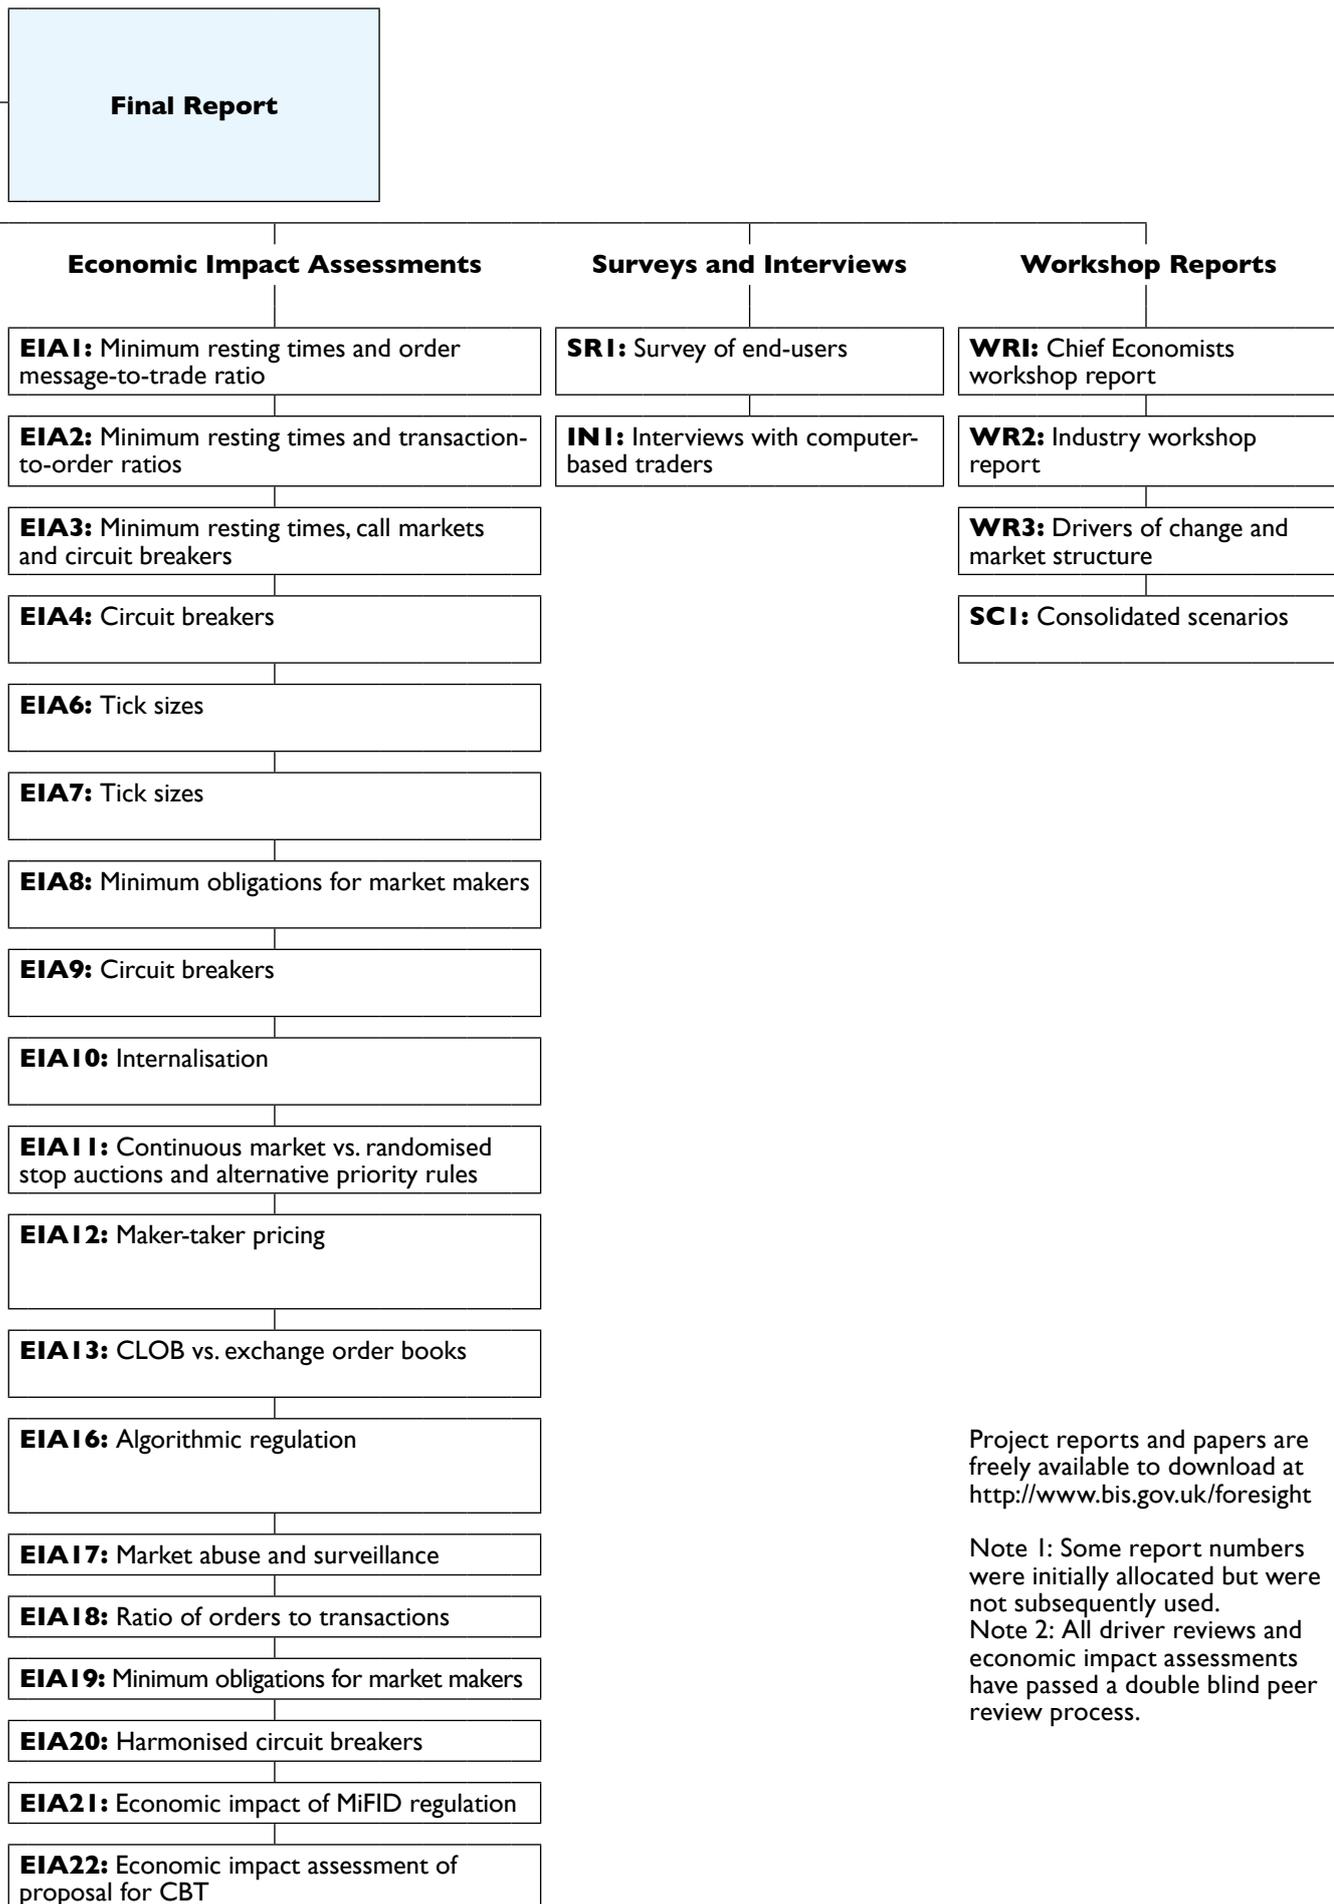 Final Report
Economic Impact Assessments
EIA1: Minimum resting times and order
message-to-trade ratio
EIA2: Minimum resting times and transaction-
to-order ratios
EIA3: Minimum resting times, call markets
and circuit breakers
EIA4: Circuit breakers
EIA6: Tick sizes
EIA7: Tick sizes
EIA8: Minimum obligations for market makers
EIA9: Circuit breakers
EIA10: Internalisation
EIA11: Continuous market vs. randomised
stop auctions and alternative priority rules
EIA12: Maker-taker pricing
EIA13: CLOB vs. exchange order books
EIA16: Algorithmic regulation
EIA17: Market abuse and surveillance
EIA18: Ratio of orders to transactions
EIA19: Minimum obligations for market makers
EIA20: Harmonised circuit breakers
EIA21: Economic impact of MiFID regulation
EIA22: Economic impact assessment of
proposal for CBT
Surveys and Interviews
SR1: Survey of end-users
IN1: Interviews with computer-
based traders
Workshop Reports
WRI: Chief Economists
workshop report
WR2: Industry workshop
report
WR3: Drivers of change and
market structure
SC1: Consolidated scenarios
Project reports and papers are
freely available to download at
http://www.bis.gov.uk/foresight
Note 1: Some report numbers
were initially allocated but were
not subsequently used.
Note 2: All driver reviews and
economic impact assessments
have passed a double blind peer
review process.